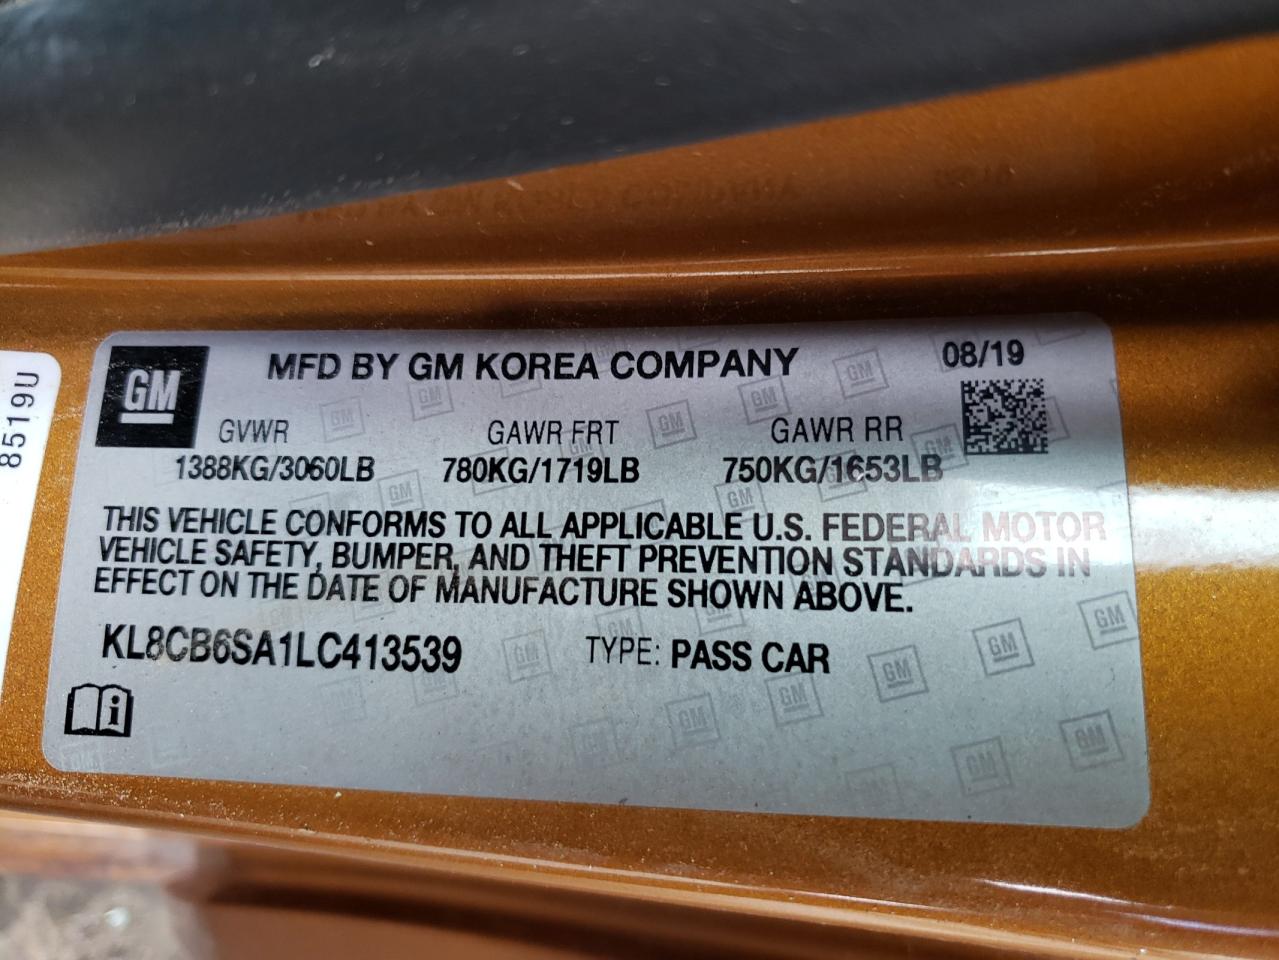 GM
MFD BY GM KOREA COMPANY
08/19
GVWR GAWR FRT GAWR RR
1388KG/3060LB 780KG/1719LB 750KG/1653LB
THIS VEHICLE CONFORMS TO ALL APPLICABLE U.S. FEDERAL MOTOR
VEHICLE SAFETY, BUMPER, AND THEFT PREVENTION STANDARDS IN
EFFECT ON THE DATE OF MANUFACTURE SHOWN ABOVE.
KL8CB6SA1LC413539 TYPE: PASS CAR
8519U